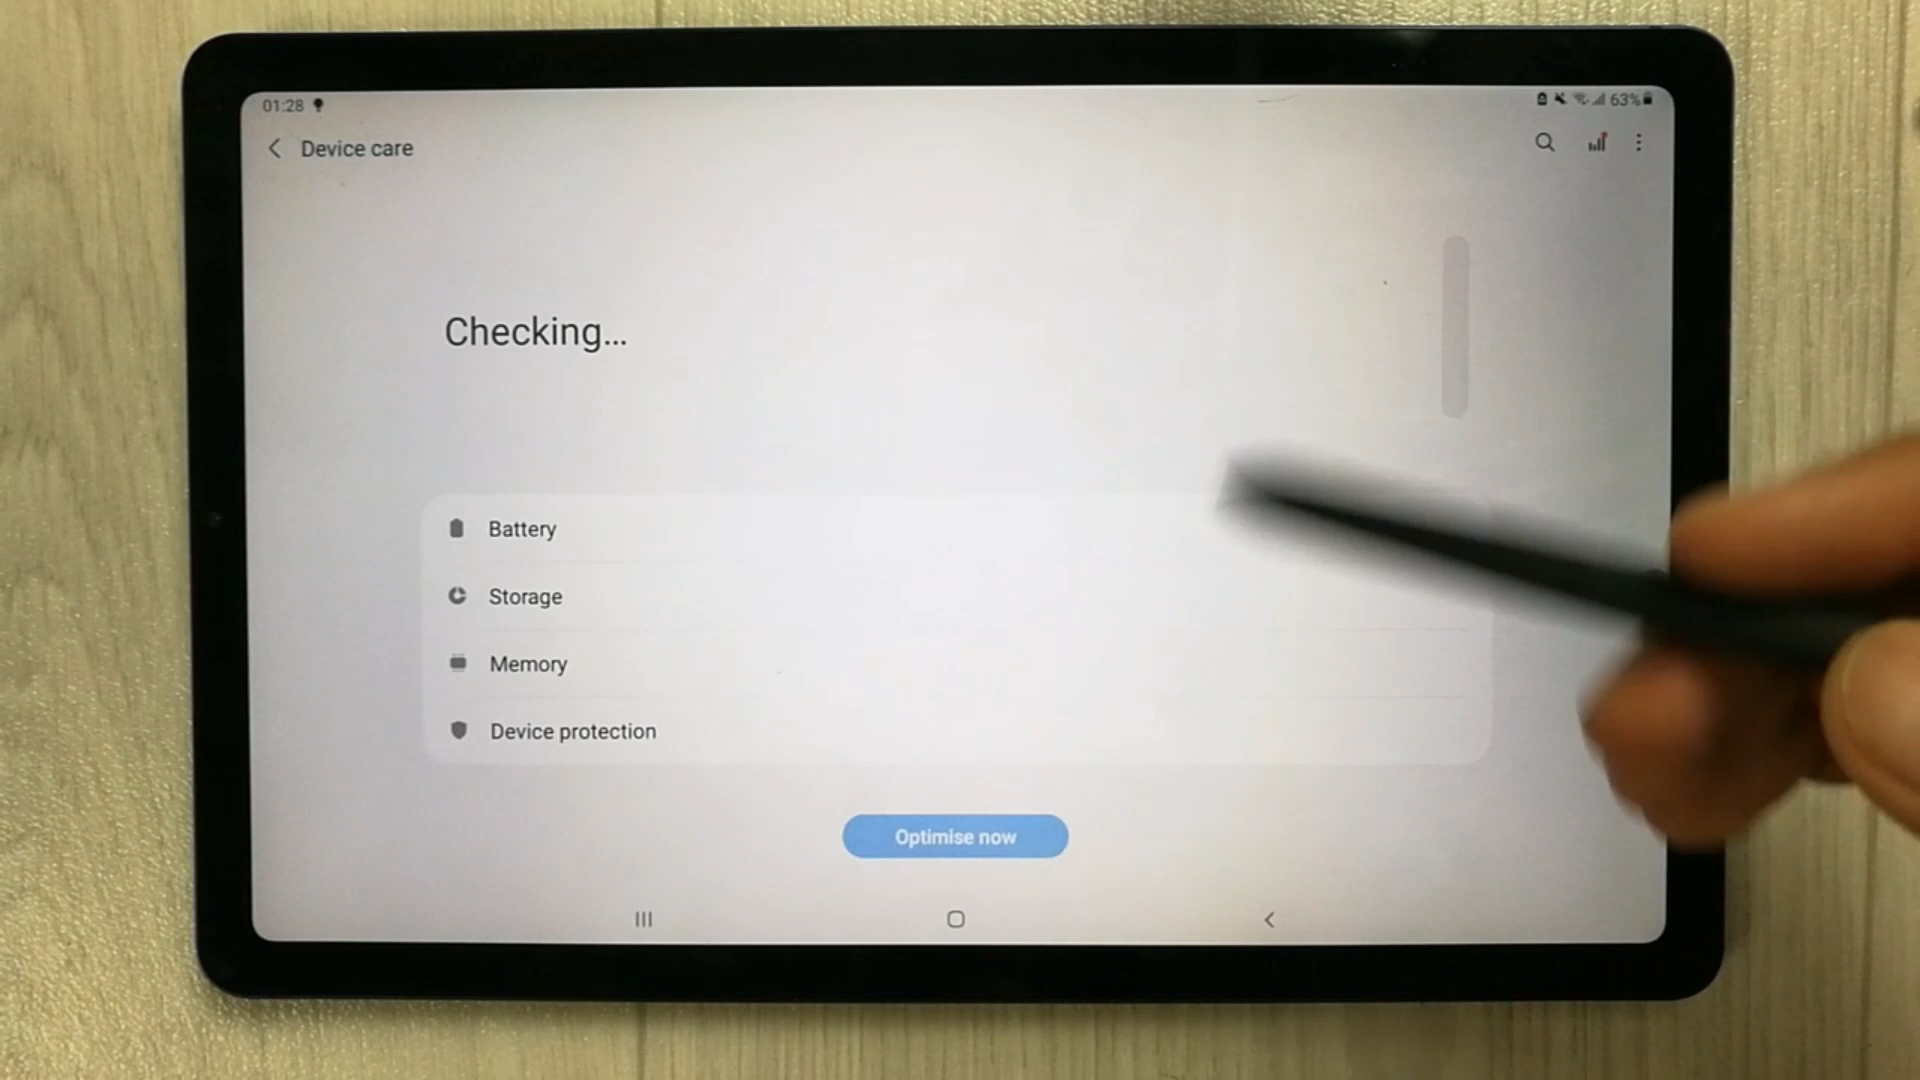 01:28
63%
Device care
Checking...
Battery
Storage
Memory
Device protection
Optimise now